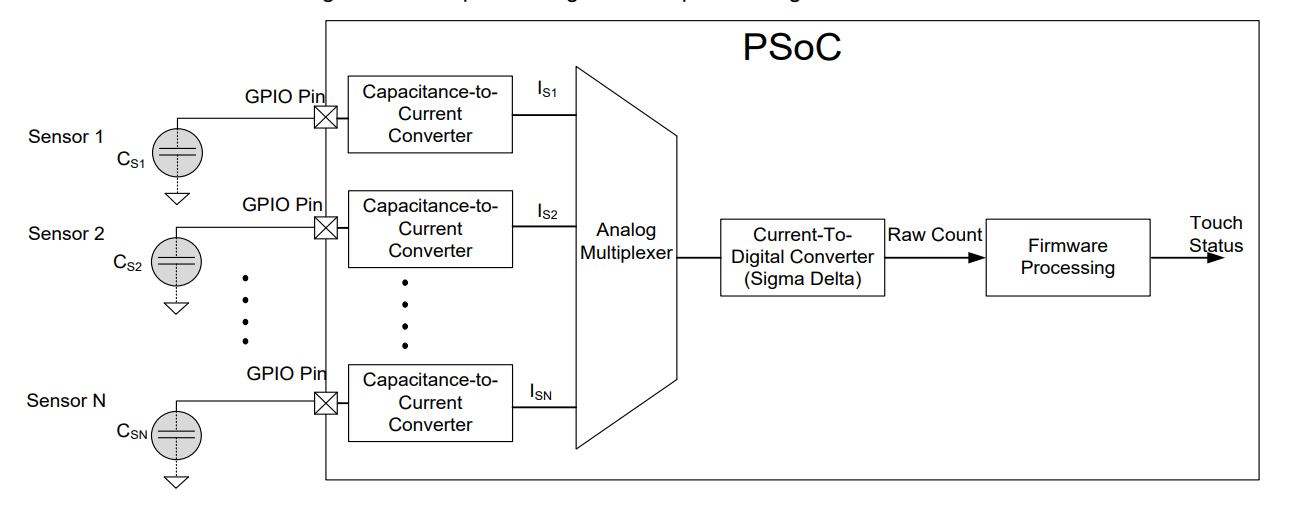 PSoC
GPIO Pin
Capacitance-to-
Current
Converter
IS1
Sensor 1
CS1
GPIO Pin
Capacitance-to-
Current
Converter
IS2
Sensor 2
CS2
Analog
Multiplexer
Current-To-
Digital Converter
(Sigma Delta)
Raw Count
Firmware
Processing
Touch
Status
GPIO Pin
Capacitance-to-
Current
Converter
ISN
Sensor N
CSN